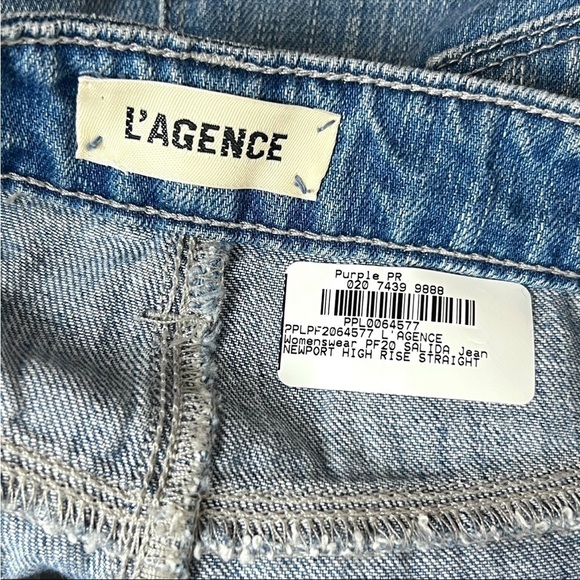 L'AGENCE
Purple PR
020 7439 9888
PPL0064577
PPLPF2064577 L'AGENCE
Womenswear PF20 SALIDA Jean
NEWPORT HIGH RISE STRAIGHT